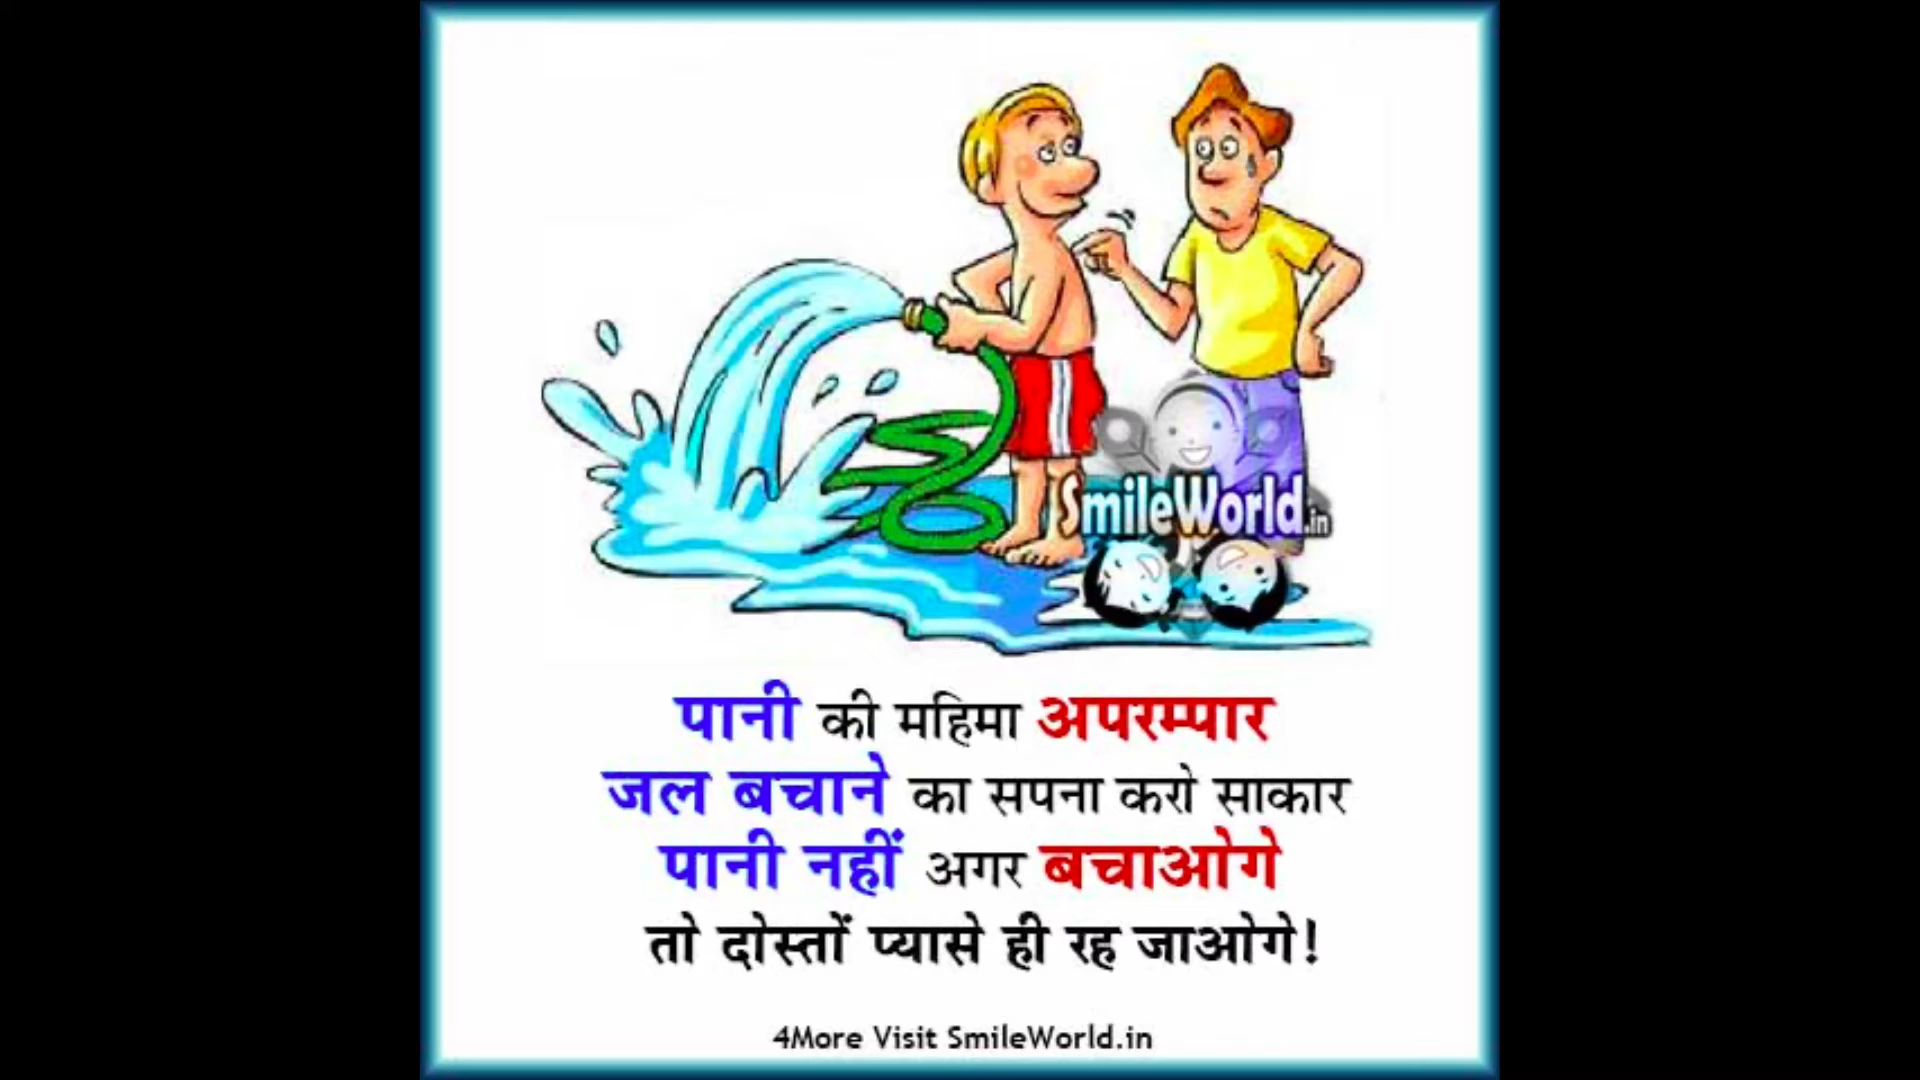 SmileWorld.in
पानी की महिमा अपरम्पार
जल बचाने का सपना करो साकार
पानी नहीं अगर बचाओगे
तो दोस्तों प्यासे ही रह जाओगे!
4More Visit SmileWorld.in